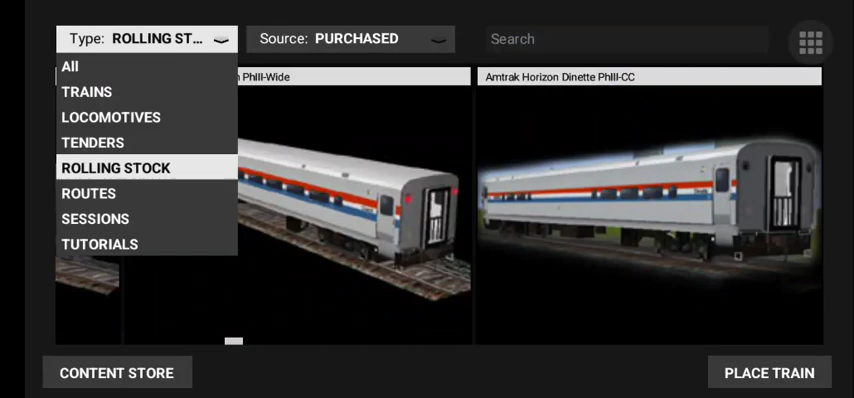 Type: ROLLING ST...
Source: PURCHASED
Search
All
TRAINS
LOCOMOTIVES
TENDERS
ROLLING STOCK
ROUTES
SESSIONS
TUTORIALS
PhIII-Wide
Amtrak Horizon Dinette PhIII-CC
CONTENT STORE
PLACE TRAIN